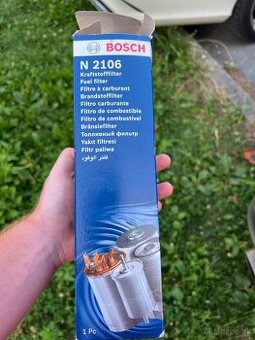 BOSCH
N 2106
Kraftstofffilter
Fuel filter
Filtre à carburant
Brandstoffilter
Filtro carburante
Filtro de combustible
Filtro de combustível
Bränslefilter
Топливный фильтр
Yakıt filtresi
Filtr paliwa
فلتر الوقود
1 Pc